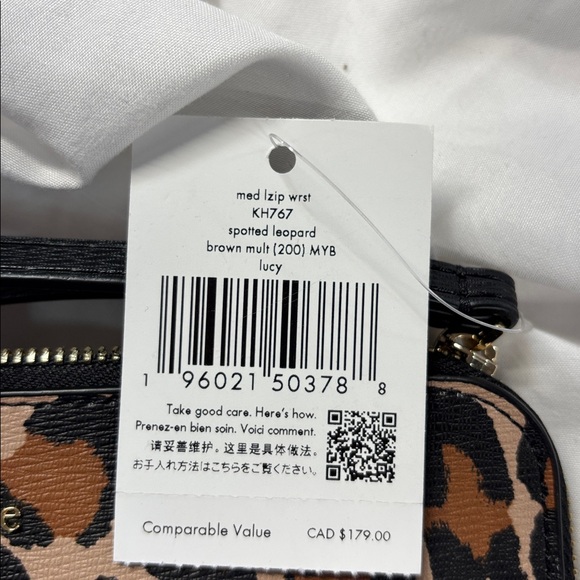 med lzip wrst
KH767
spotted leopard
brown mult (200) MYB
lucy
1 96021 50378 8
Take good care. Here's how.
Prenez-en bien soin. Voici comment.
请妥善维护。这里是具体做法。
お手入れ方法はこちらをご覧ください。
Comparable Value CAD $179.00
e